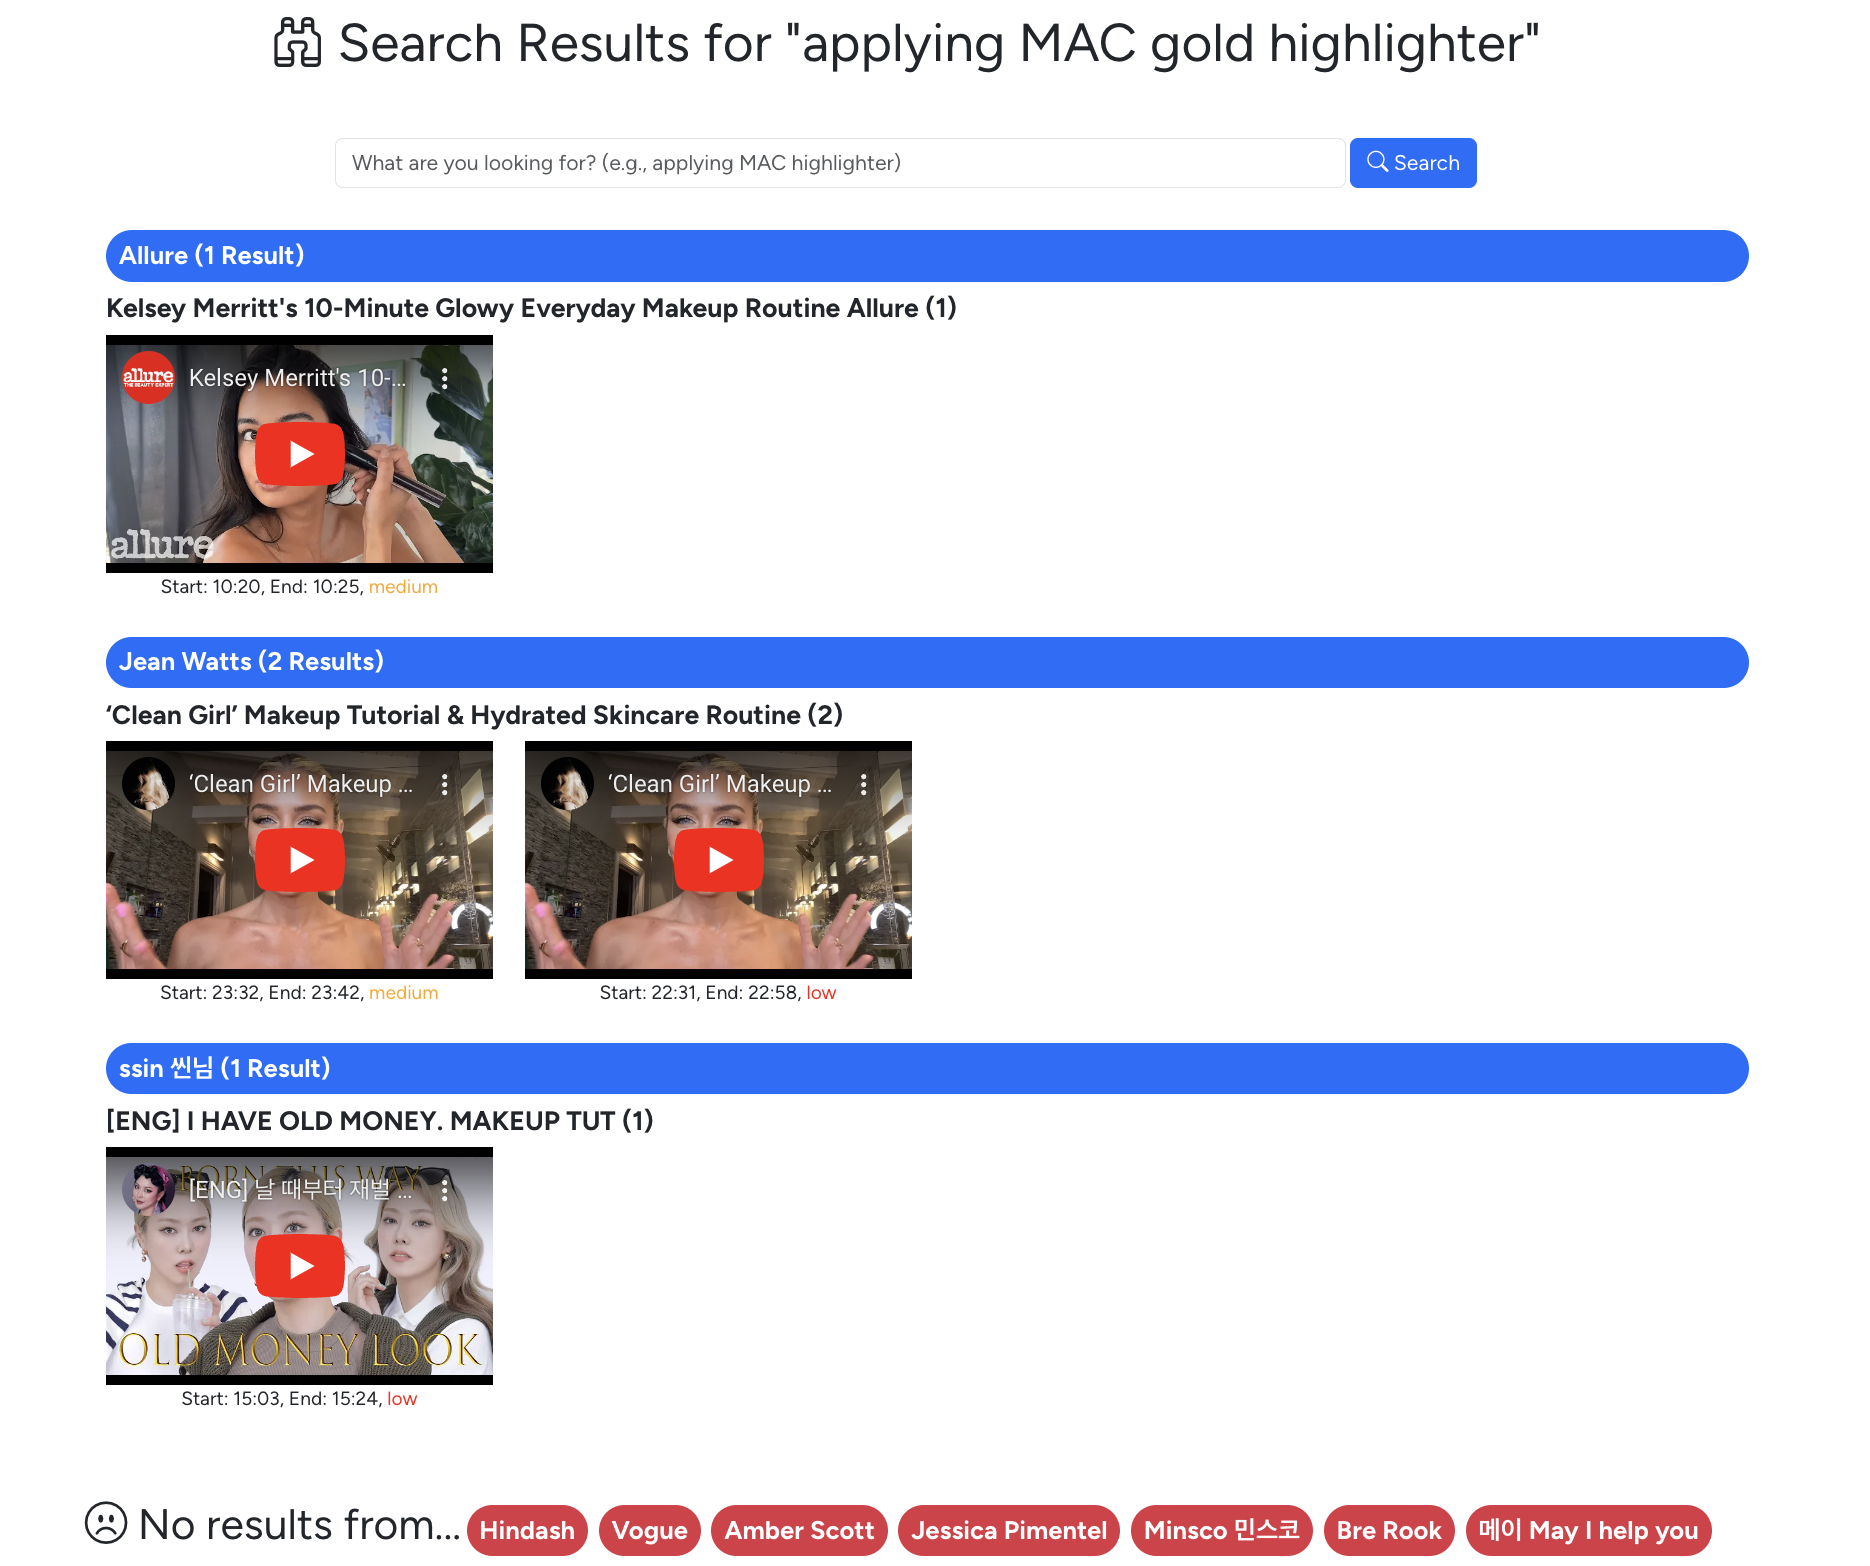 Search Results for "applying MAC gold highlighter"
What are you looking for? (e.g., applying MAC highlighter)
Search
Allure (1 Result)
Kelsey Merritt's 10-Minute Glowy Everyday Makeup Routine Allure (1)
allure
THE BEAUTY EXPERT
Kelsey Merritt's 10-...
allure
Start: 10:20, End: 10:25, medium
Jean Watts (2 Results)
‘Clean Girl’ Makeup Tutorial & Hydrated Skincare Routine (2)
‘Clean Girl’ Makeup ...
‘Clean Girl’ Makeup ...
Start: 23:32, End: 23:42, medium
Start: 22:31, End: 22:58, low
ssin 씬님 (1 Result)
[ENG] I HAVE OLD MONEY. MAKEUP TUT (1)
BORN THIS WAY
[ENG] 날 때부터 재벌 ...
OLD MONEY LOOK
Start: 15:03, End: 15:24, low
No results from...
Hindash
Vogue
Amber Scott
Jessica Pimentel
Minsco 민스코
Bre Rook
메이 May I help you